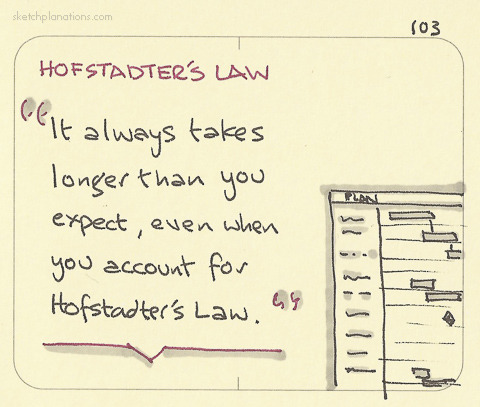 sketchplanations.com
103
HOFSTADTER'S LAW
“It always takes
longer than you
expect, even when
you account for
Hofstadter's Law.”
PLAN